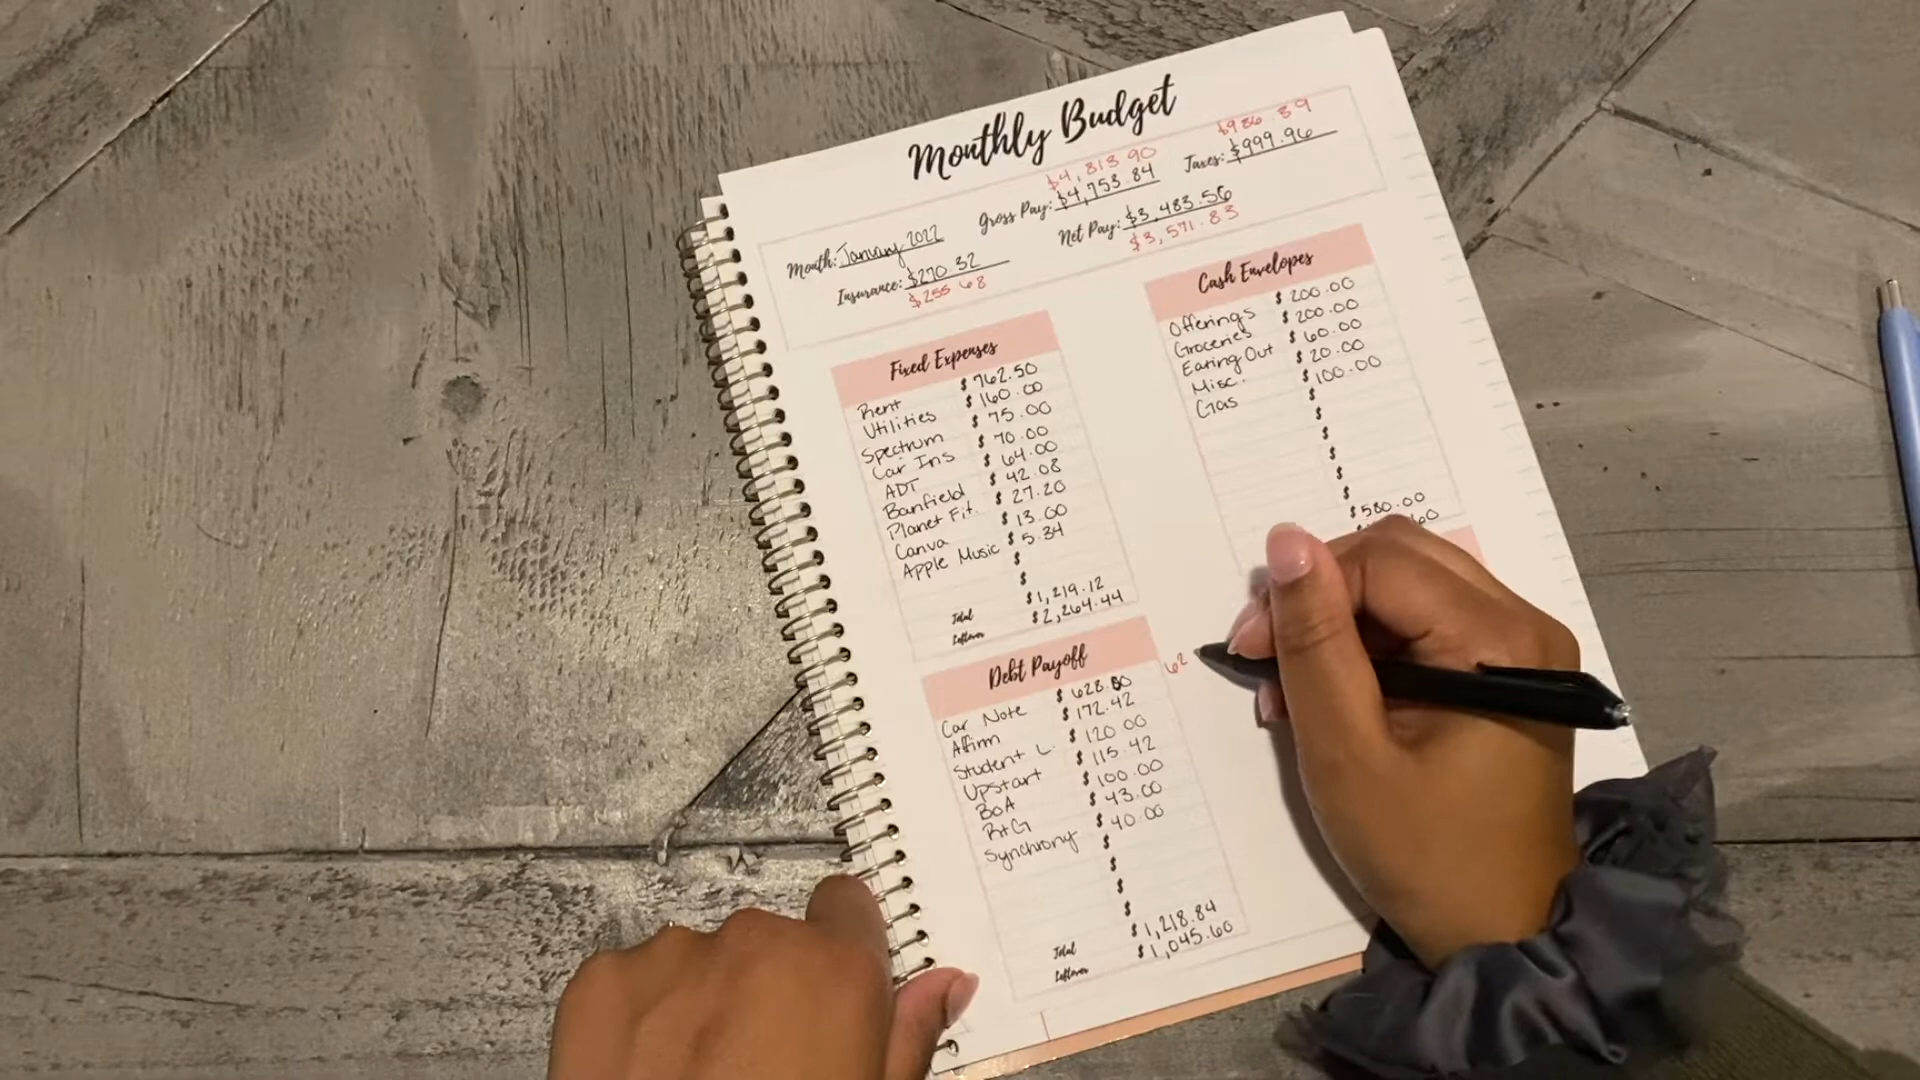 Monthly Budget
$4,813.90
$986.89
Month: January 2022 Gross Pay: $4,753.84 Taxes: $999.96
Insurance: $270.32 Net Pay: $3,483.56
$255.68 $3,571.83
Fixed Expenses
Rent $762.50
Utilities $160.00
Spectrum $75.00
Car Ins $70.00
ADT $64.00
Banfield $42.08
Planet Fit. $27.20
Canva $13.00
Apple Music $5.34
$
$
Total $1,219.12
Leftover $2,264.44
Cash Envelopes
Offerings $200.00
Groceries $200.00
Eating Out $60.00
Misc. $20.00
Gas $100.00
$
$
$
$
$
$
$580.00
Debt Payoff
62
Car Note $628.00
Affirm $172.42
Student L. $120.00
Upstart $115.42
BoA $100.00
R+G $43.00
Synchrony $40.00
$
$
$
$
Total $1,218.84
Leftover $1,045.60